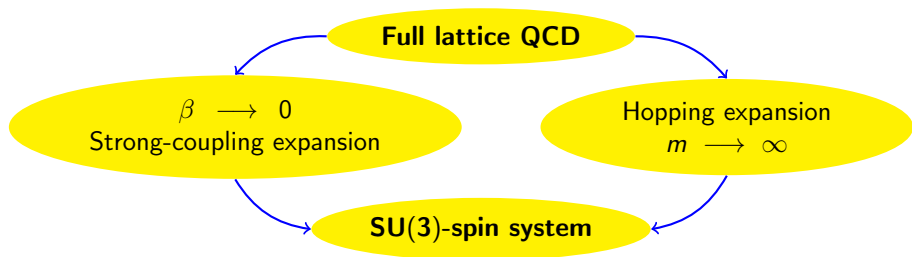 Full lattice QCD
β ⟶ 0
Strong-coupling expansion
Hopping expansion
m ⟶ ∞
SU(3)-spin system